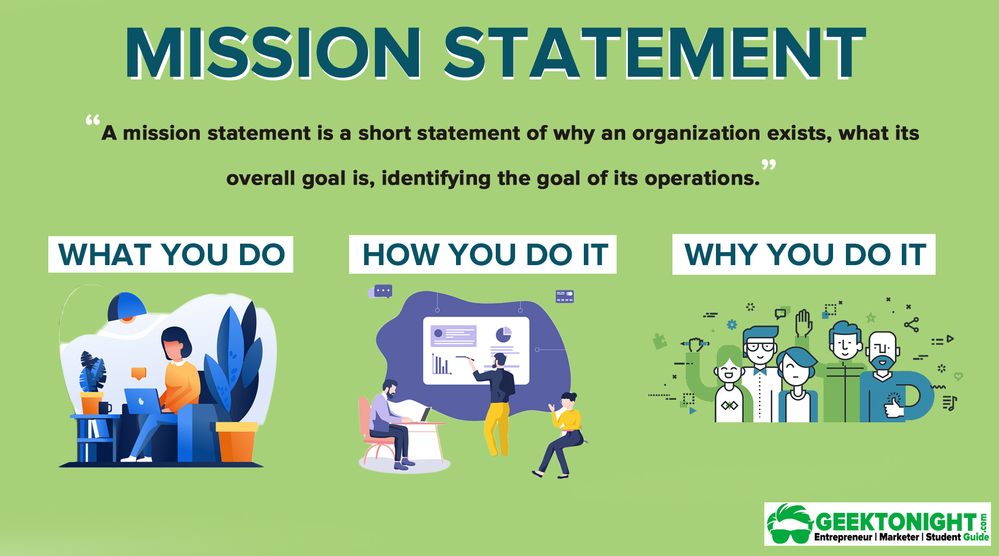 MISSION STATEMENT
“A mission statement is a short statement of why an organization exists, what its
overall goal is, identifying the goal of its operations.”
WHAT YOU DO
HOW YOU DO IT
WHY YOU DO IT
GEEKTONIGHT.com
Entrepreneur | Marketer | Student Guide